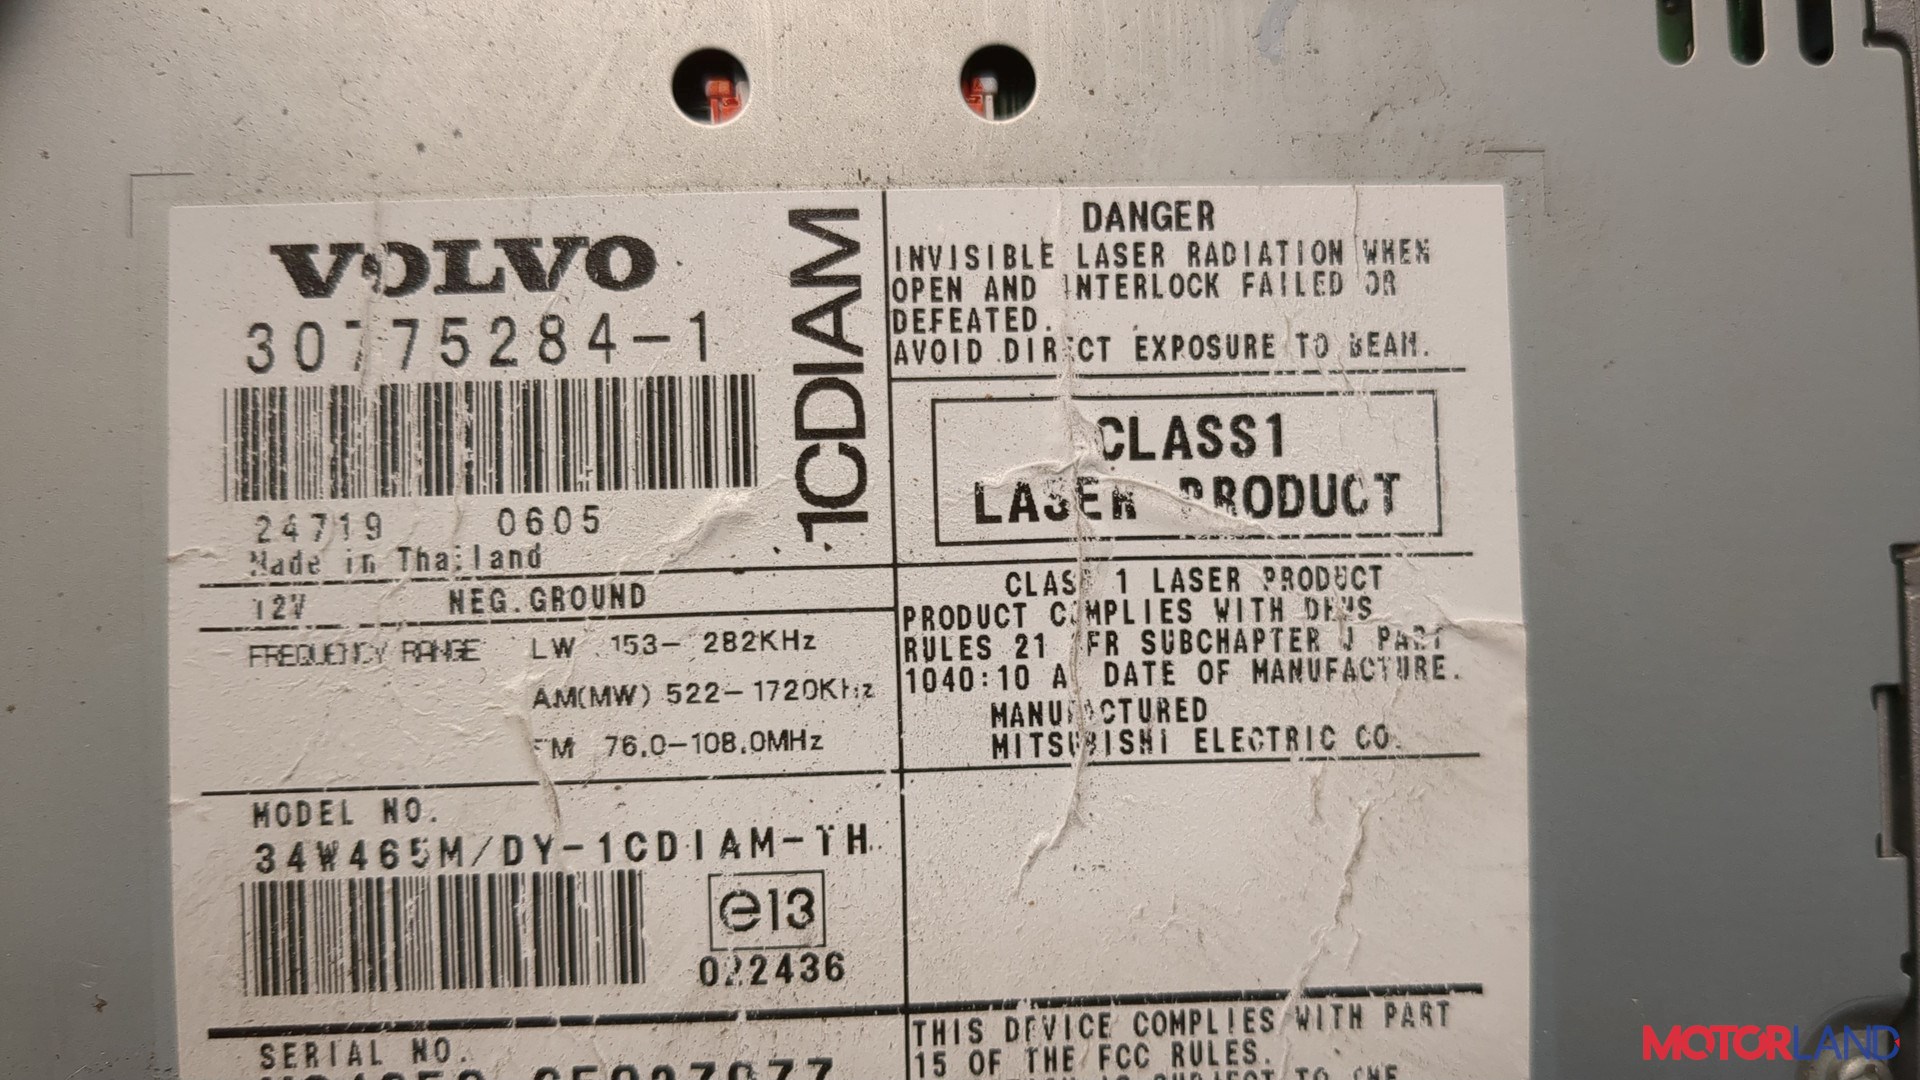 VOLVO
30775284-1
1CDIAM
24719 0605
Made in Thailand
12V NEG.GROUND
FREQUENCY RANGE LW 153- 282KHz
AM(MW) 522-1720KHz
FM 76.0-108.0MHz
MODEL NO.
34W465M/DY-1CDIAM-TH
e13
022436
SERIAL NO.
DANGER
INVISIBLE LASER RADIATION WHEN
OPEN AND INTERLOCK FAILED OR
DEFEATED.
AVOID DIRECT EXPOSURE TO BEAM.
CLASS1
LASER PRODUCT
CLASS 1 LASER PRODUCT
PRODUCT COMPLIES WITH DHHS
RULES 21 CFR SUBCHAPTER J PART
1040:10 AT DATE OF MANUFACTURE.
MANUFACTURED
MITSUBISHI ELECTRIC CO.
THIS DEVICE COMPLIES WITH PART
15 OF THE FCC RULES.
SUBJECT TO THE
MOTORLAND